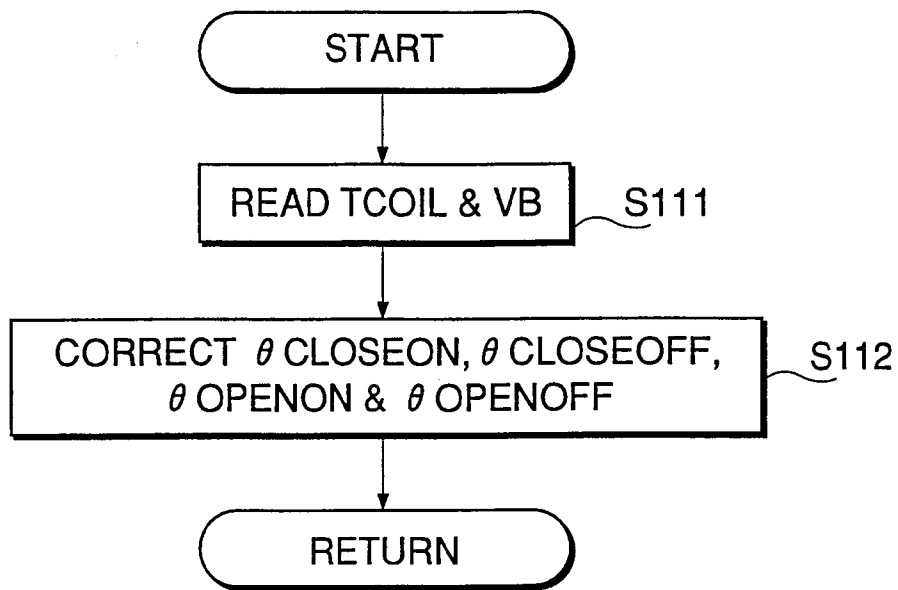 START
READ TCOIL & VB
S111
CORRECT θ CLOSEON, θ CLOSEOFF,
θ OPENON & θ OPENOFF
S112
RETURN